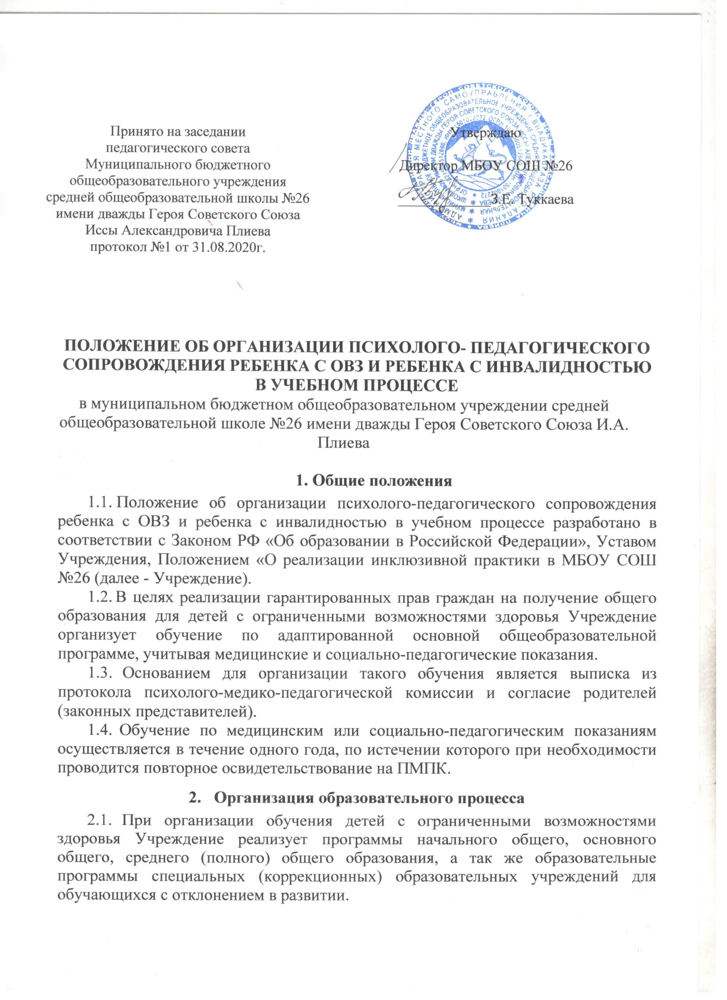 Принято на заседании
педагогического совета
Муниципального бюджетного
общеобразовательного учреждения
средней общеобразовательной школы №26
имени дважды Героя Советского Союза
Иссы Александровича Плиева
протокол №1 от 31.08.2020г.
Утверждаю
Директор МБОУ СОШ №26
З.Е. Туккаева
ПОЛОЖЕНИЕ ОБ ОРГАНИЗАЦИИ ПСИХОЛОГО- ПЕДАГОГИЧЕСКОГО
СОПРОВОЖДЕНИЯ РЕБЕНКА С ОВЗ И РЕБЕНКА С ИНВАЛИДНОСТЬЮ
В УЧЕБНОМ ПРОЦЕССЕ
в муниципальном бюджетном общеобразовательном учреждении средней
общеобразовательной школе №26 имени дважды Героя Советского Союза И.А.
Плиева
1. Общие положения
1.1. Положение об организации психолого-педагогического сопровождения
ребенка с ОВЗ и ребенка с инвалидностью в учебном процессе разработано в
соответствии с Законом РФ «Об образовании в Российской Федерации», Уставом
Учреждения, Положением «О реализации инклюзивной практики в МБОУ СОШ
№26 (далее - Учреждение).
1.2. В целях реализации гарантированных прав граждан на получение общего
образования для детей с ограниченными возможностями здоровья Учреждение
организует обучение по адаптированной основной общеобразовательной
программе, учитывая медицинские и социально-педагогические показания.
1.3. Основанием для организации такого обучения является выписка из
протокола психолого-медико-педагогической комиссии и согласие родителей
(законных представителей).
1.4. Обучение по медицинским или социально-педагогическим показаниям
осуществляется в течение одного года, по истечении которого при необходимости
проводится повторное освидетельствование на ПМПК.
2. Организация образовательного процесса
2.1. При организации обучения детей с ограниченными возможностями
здоровья Учреждение реализует программы начального общего, основного
общего, среднего (полного) общего образования, а так же образовательные
программы специальных (коррекционных) образовательных учреждений для
обучающихся с отклонением в развитии.
АДМИНИСТРАЦИЯ МЕСТНОГО САМОУПРАВЛЕНИЯ Г.ВЛАДИКАВКАЗА РСО-АЛАНИЯ